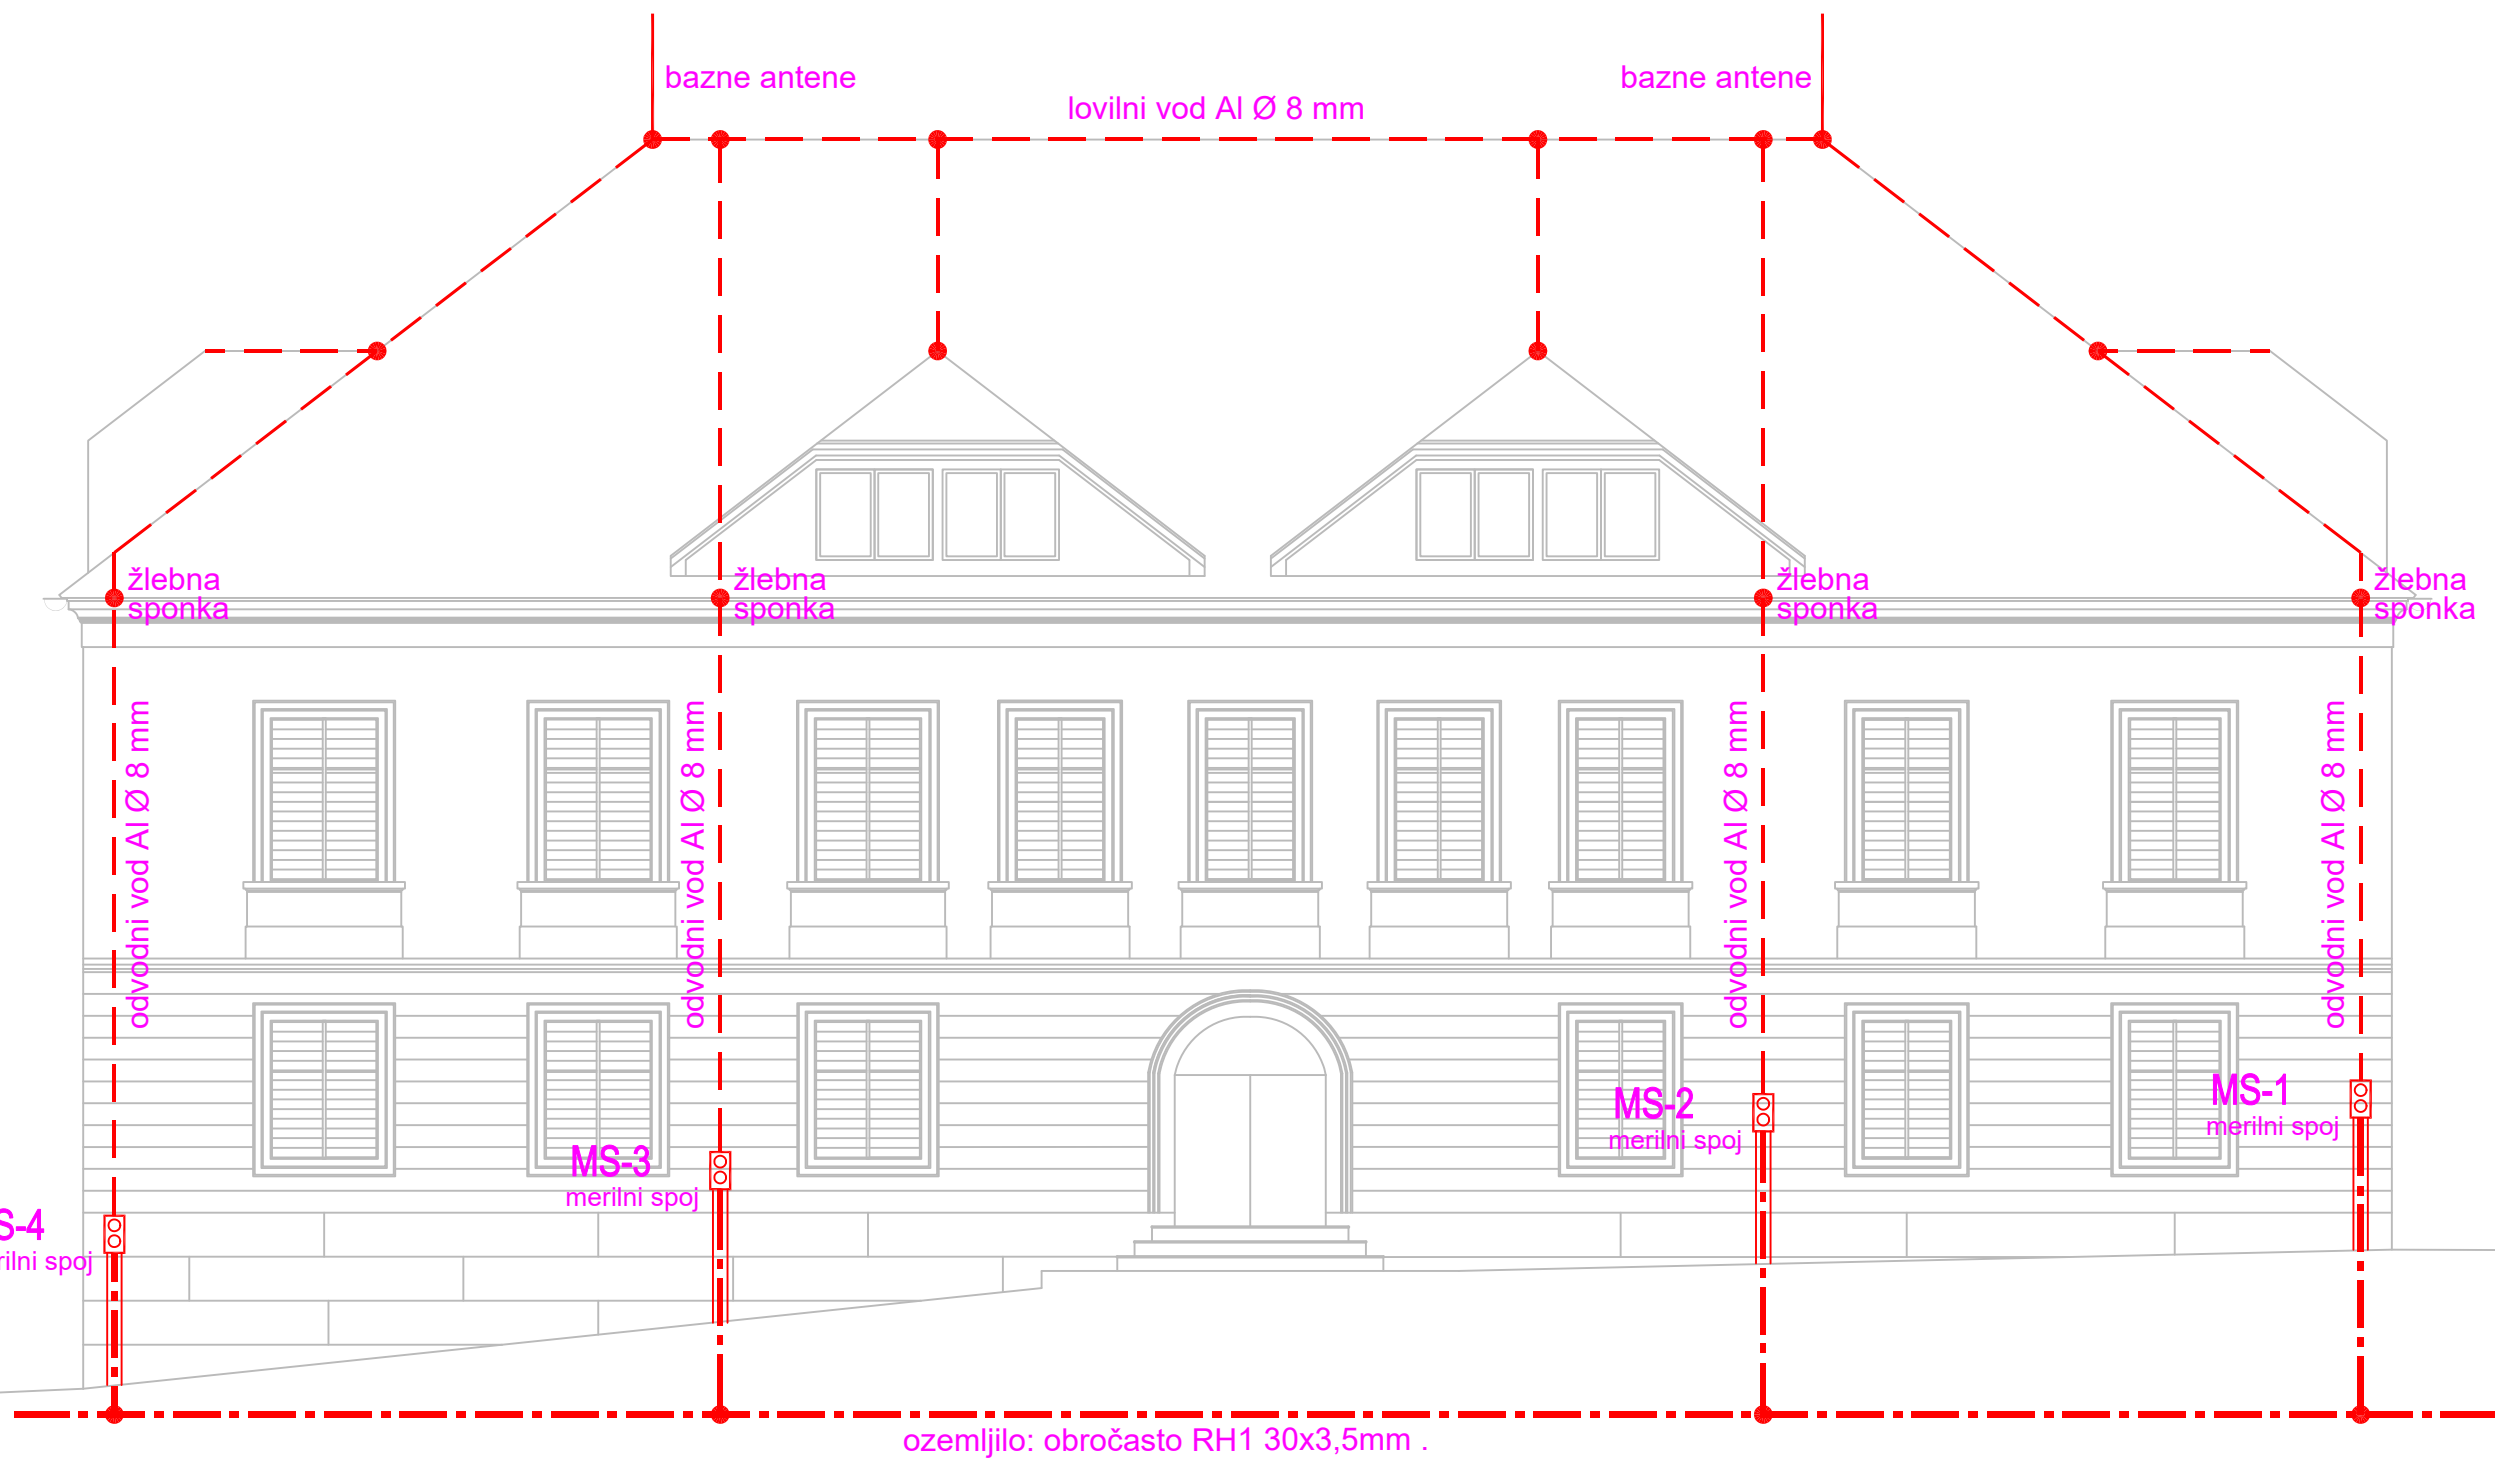 bazne antene
bazne antene
lovilni vod Al Ø 8 mm
žlebna
sponka
žlebna
sponka
žlebna
sponka
žlebna
sponka
odvodni vod Al Ø 8 mm
odvodni vod Al Ø 8 mm
odvodni vod Al Ø 8 mm
odvodni vod Al Ø 8 mm
MS-1
merilni spoj
MS-2
merilni spoj
MS-3
merilni spoj
S-4
rilni spoj
ozemljilo: obročasto RH1 30x3,5mm .